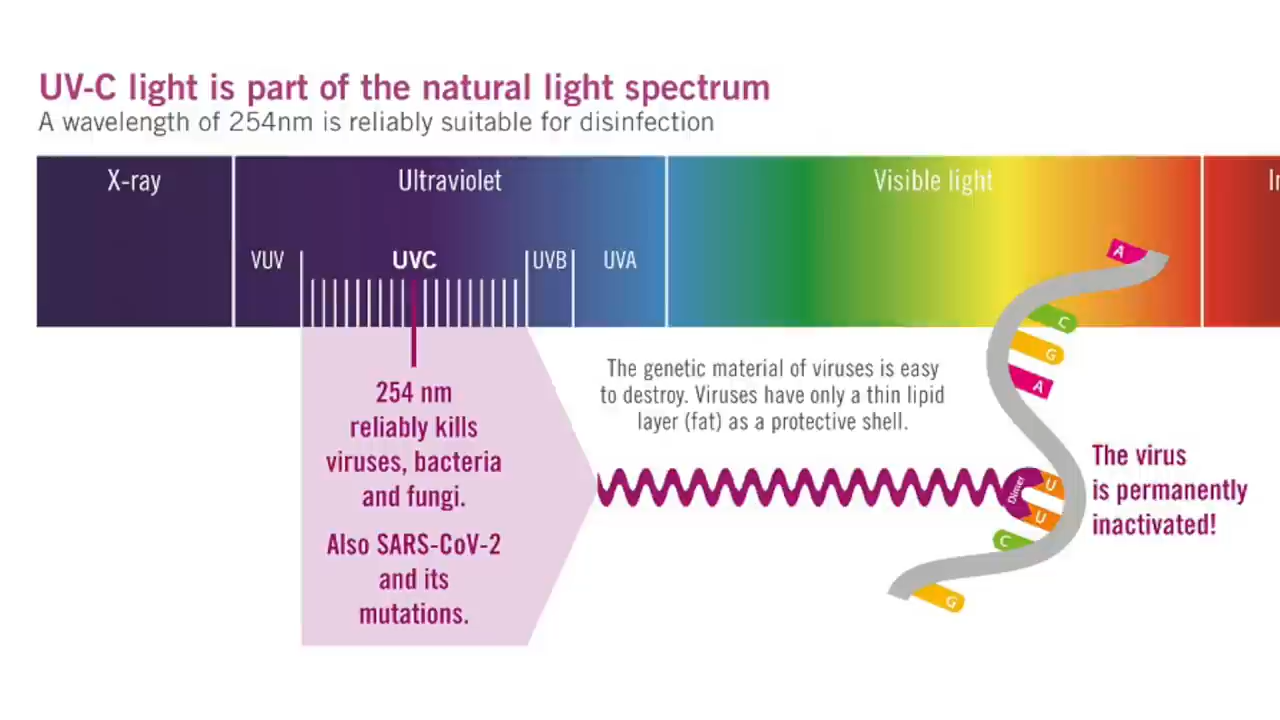 UV-C light is part of the natural light spectrum
A wavelength of 254nm is reliably suitable for disinfection
X-ray
Ultraviolet
Visible light
VUV
UVC
UVB
UVA
A
C
G
A
The genetic material of viruses is easy
to destroy. Viruses have only a thin lipid
layer (fat) as a protective shell.
254 nm
reliably kills
viruses, bacteria
and fungi.
Also SARS-CoV-2
and its
mutations.
Dimer
U
U
C
G
The virus
is permanently
inactivated!